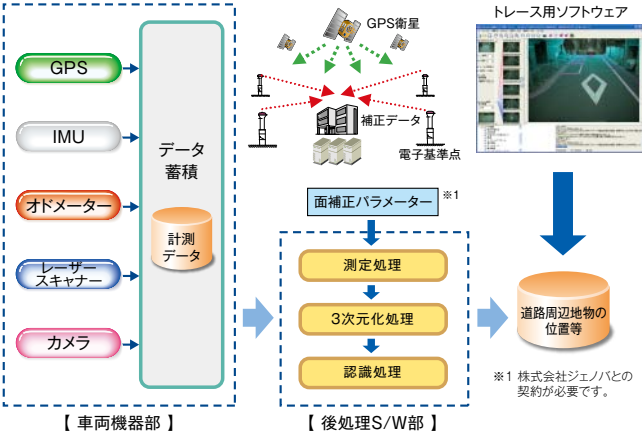 GPS
IMU
オドメーター
レーザー
スキャナー
カメラ
データ
蓄積
計測
データ
【 車両機器部 】
GPS衛星
補正データ
電子基準点
面補正パラメーター
※1
測定処理
3次元化処理
認識処理
【 後処理S/W部 】
トレース用ソフトウェア
道路周辺地物の
位置等
※1 株式会社ジェノバとの
契約が必要です。